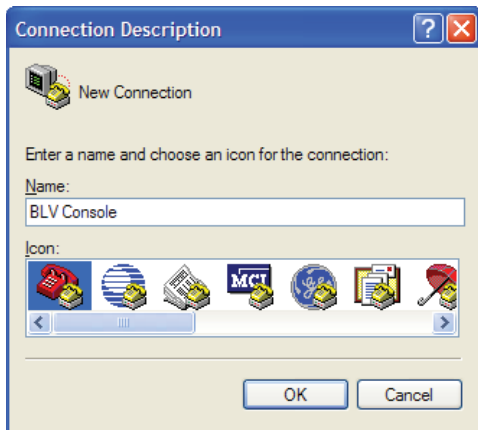 Connection Description
New Connection
Enter a name and choose an icon for the connection:
Name:
BLV Console
Icon:
MCI
OK
Cancel